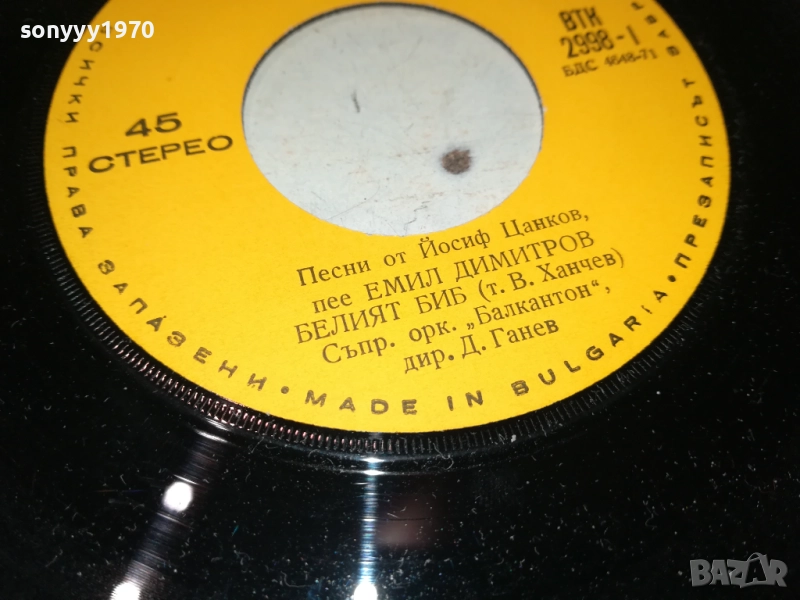 sonyyy1970
ВТК
2998-I
БДС 4648-71
45
СТЕРЕО
Песни от Йосиф Цанков,
пее ЕМИЛ ДИМИТРОВ
БЕЛИЯТ БИБ (т. В. Ханчев)
Съпр. орк. „Балкантон“,
дир. Д. Ганев
ПРАВА ЗАПАЗЕНИ • MADE IN BULGARIA • ПРЕЗАПИСЪТ
BAZAR